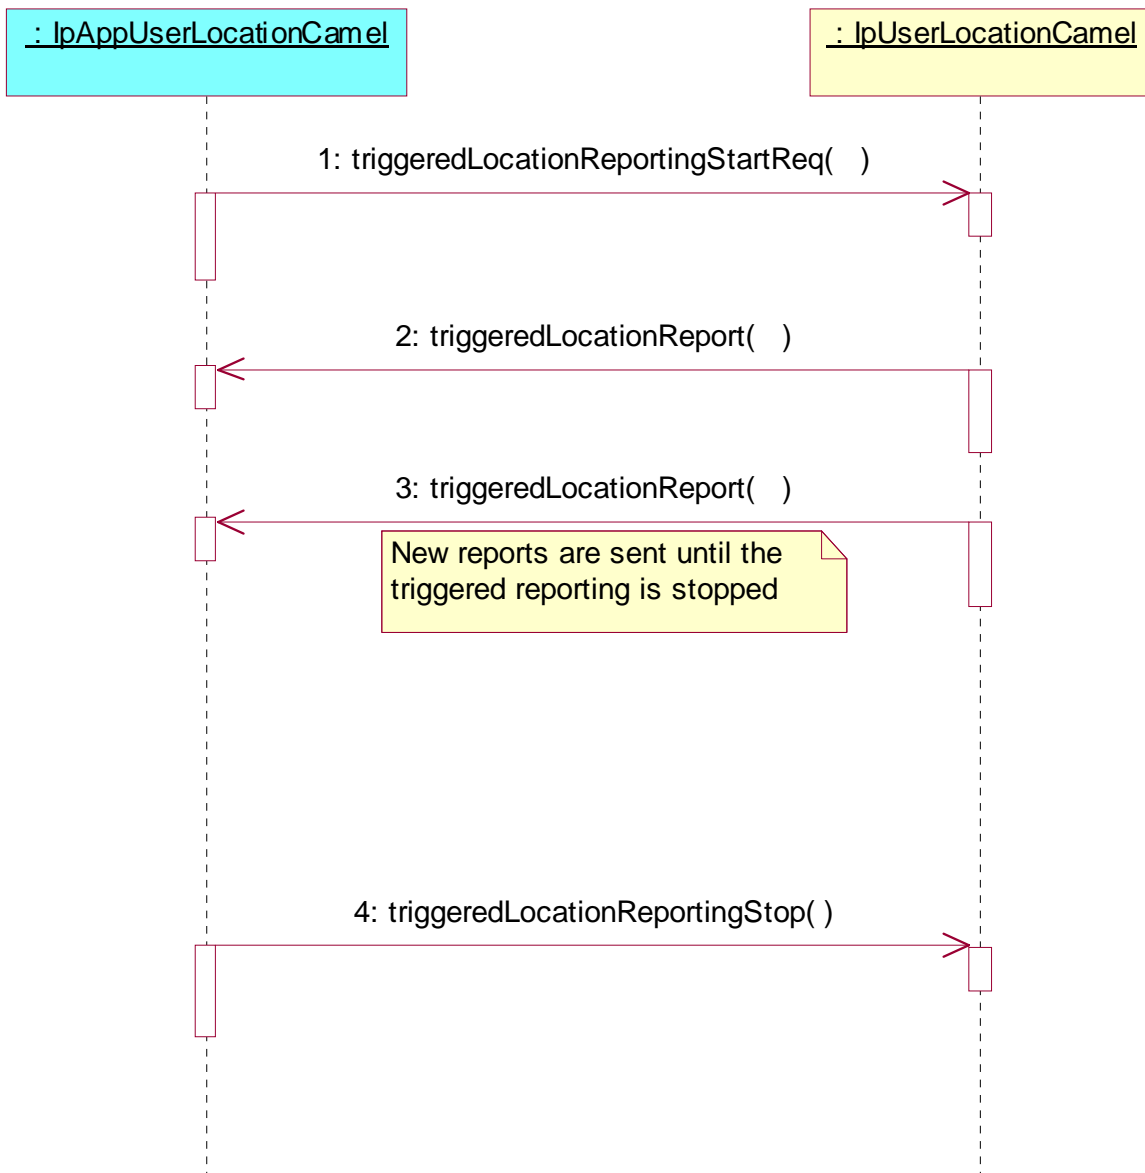 : IpAppUserLocationCamel
: IpUserLocationCamel
1: triggeredLocationReportingStartReq( )
2: triggeredLocationReport( )
3: triggeredLocationReport( )
New reports are sent until the
triggered reporting is stopped
4: triggeredLocationReportingStop( )